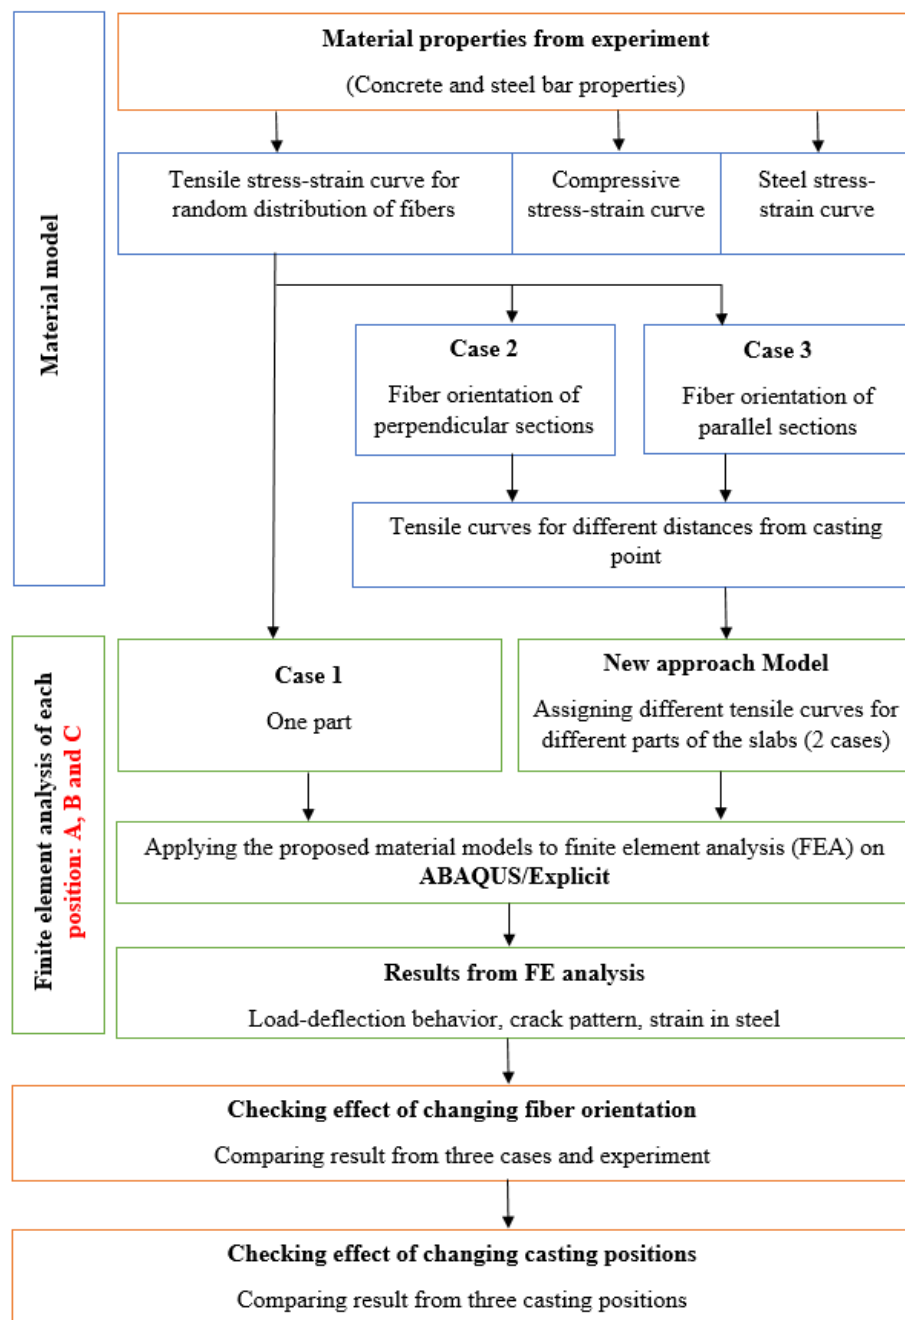 Material model
Material properties from experiment
(Concrete and steel bar properties)
Tensile stress-strain curve for
random distribution of fibers
Compressive
stress-strain curve
Steel stress-
strain curve
Case 2
Fiber orientation of
perpendicular sections
Case 3
Fiber orientation of
parallel sections
Tensile curves for different distances from casting
point
Finite element analysis of each
position: A, B and C
Case 1
One part
New approach Model
Assigning different tensile curves for
different parts of the slabs (2 cases)
Applying the proposed material models to finite element analysis (FEA) on
ABAQUS/Explicit
Results from FE analysis
Load-deflection behavior, crack pattern, strain in steel
Checking effect of changing fiber orientation
Comparing result from three cases and experiment
Checking effect of changing casting positions
Comparing result from three casting positions